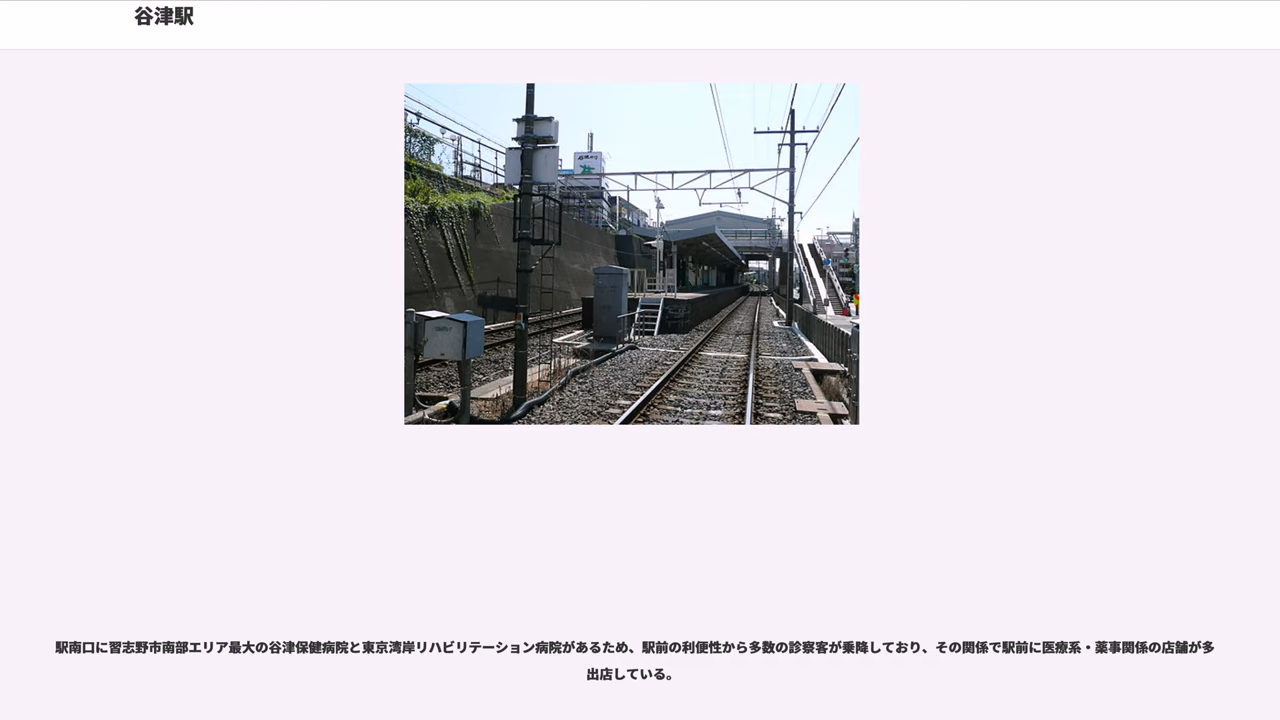 谷津駅
駅南口に習志野市南部エリア最大の谷津保健病院と東京湾岸リハビリテーション病院があるため、駅前の利便性から多数の診察客が乗降しており、その関係で駅前に医療系・薬事関係の店舗が多
出店している。